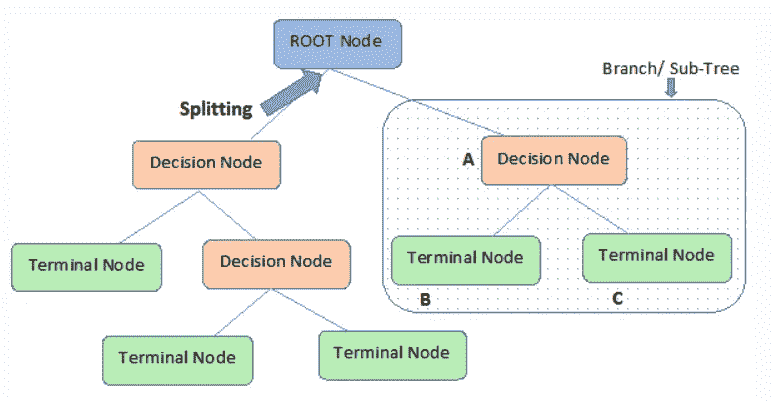 ROOT Node
Branch/ Sub-Tree
Splitting
Decision Node
A
Decision Node
Terminal Node
Decision Node
Terminal Node
Terminal Node
B
C
Terminal Node
Terminal Node